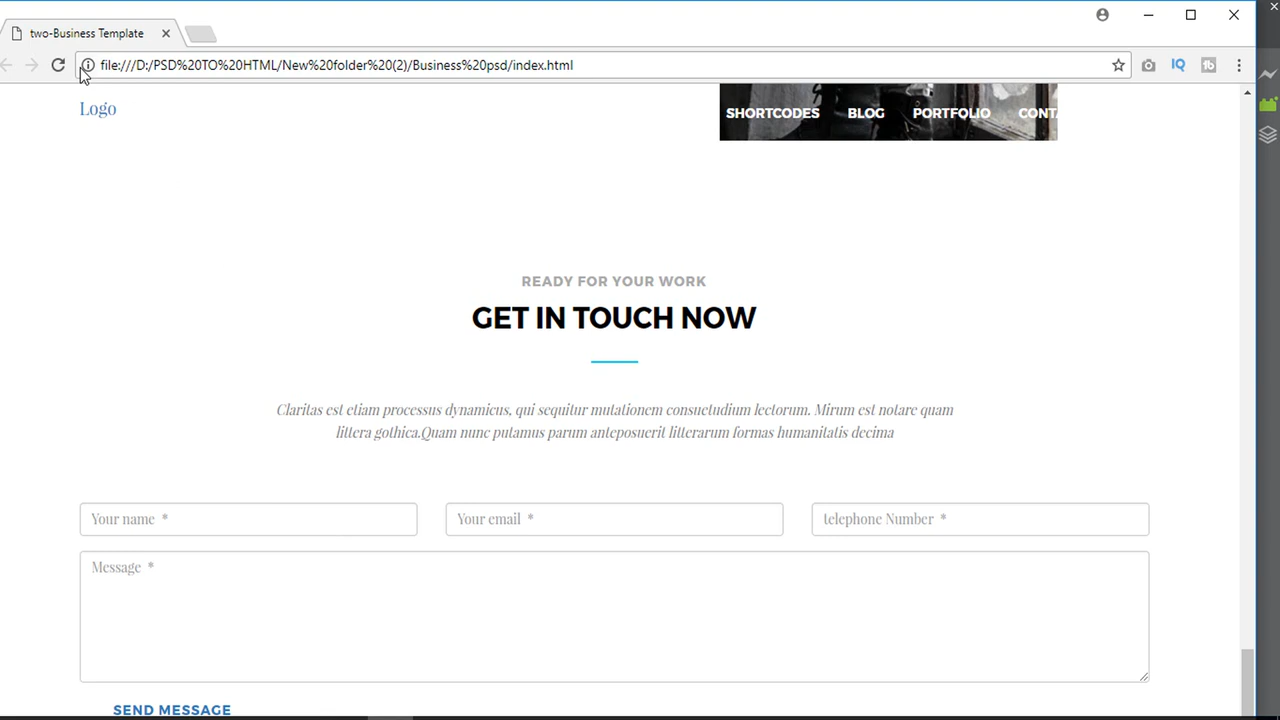 two-Business Template
file:///D:/PSD%20TO%20HTML/New%20folder%20(2)/Business%20psd/index.html
IQ
Logo
SHORTCODES BLOG PORTFOLIO CONTA
READY FOR YOUR WORK
GET IN TOUCH NOW
Claritas est etiam processus dynamicus, qui sequitur mutationem consuetudium lectorum. Mirum est notare quam
littera gothica.Quam nunc putamus parum anteposuerit litterarum formas humanitatis decima
Your name * Your email * telephone Number *
Message *
SEND MESSAGE